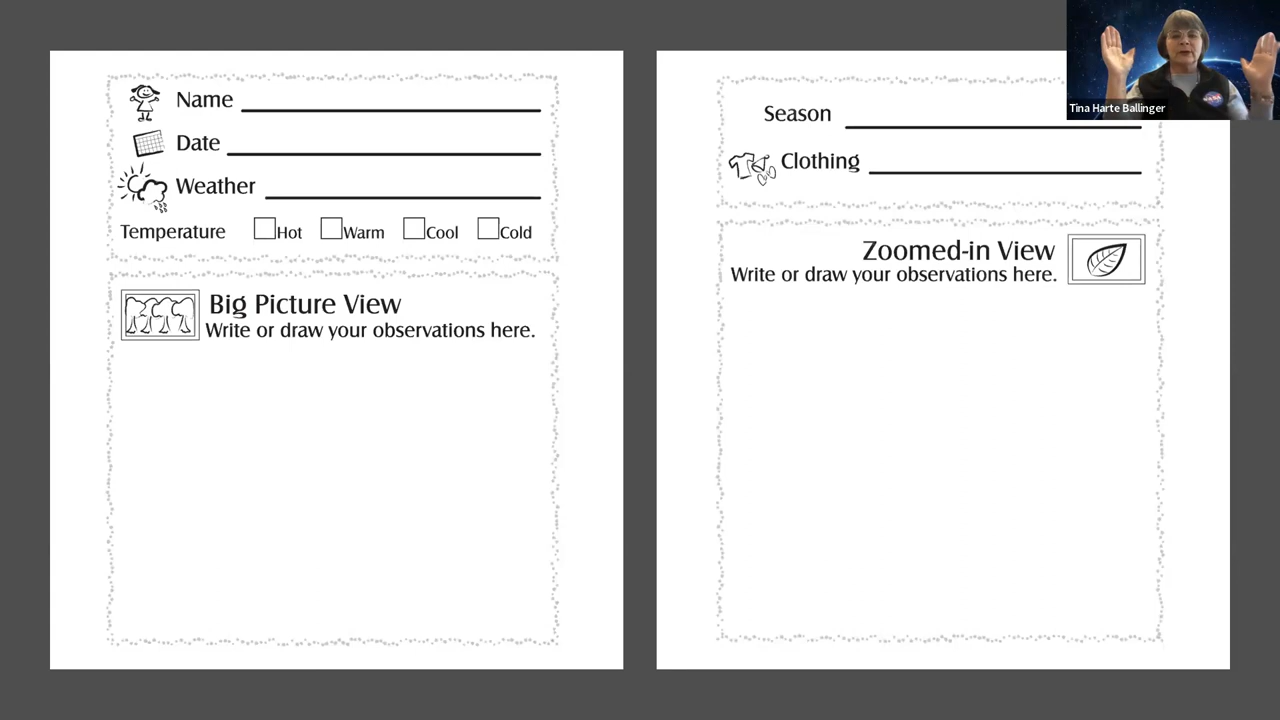 Name
Date
Weather
Temperature Hot Warm Cool Cold
Big Picture View
Write or draw your observations here.
Season
Clothing
Zoomed-in View
Write or draw your observations here.
Tina Harte Ballinger
NASA